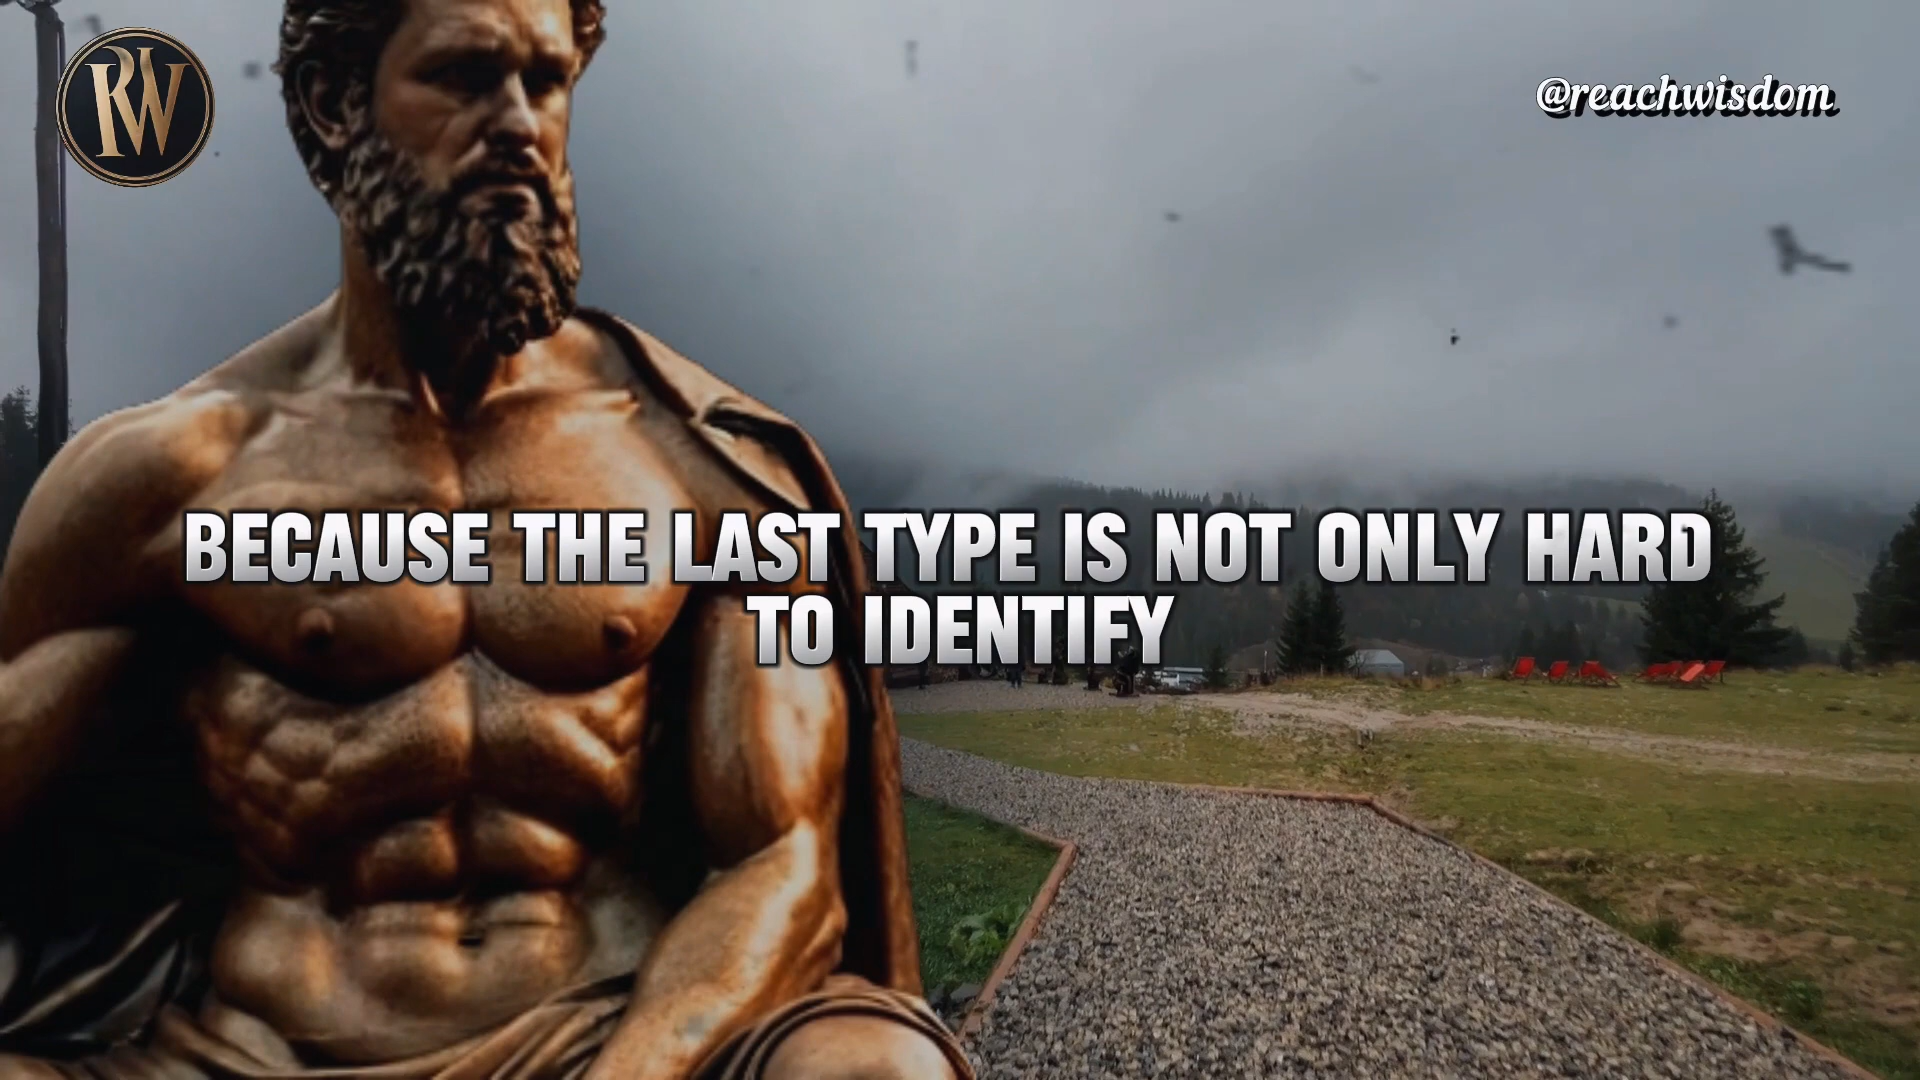 RW
@reachwisdom
BECAUSE THE LAST TYPE IS NOT ONLY HARD
TO IDENTIFY